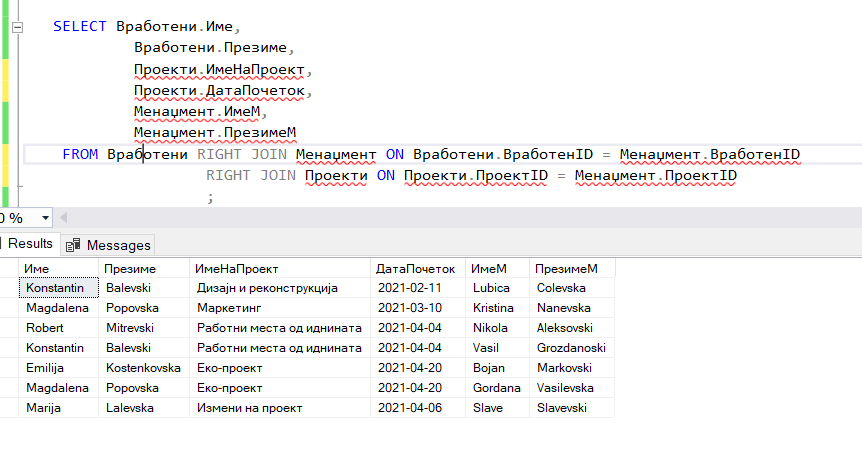 SELECT Вработени.Име,
Вработени.Презиме,
Проекти.ИмеНаПроект,
Проекти.ДатаПочеток,
Менаџмент.ИмеМ,
Менаџмент.ПрезимеМ
FROM Вработени RIGHT JOIN Менаџмент ON Вработени.ВработенID = Менаџмент.ВработенID
RIGHT JOIN Проекти ON Проекти.ПроектID = Менаџмент.ПроектID
;
0 %
Results Messages
Име Презиме ИмеНаПроект ДатаПочеток ИмеМ ПрезимеМ
Konstantin Balevski Дизајн и реконструкција 2021-02-11 Lubica Colevska
Magdalena Popovska Маркетинг 2021-03-10 Kristina Nanevska
Robert Mitrevski Работни места од иднината 2021-04-04 Nikola Aleksovski
Konstantin Balevski Работни места од иднината 2021-04-04 Vasil Grozdanoski
Emilija Kostenkovska Еко-проект 2021-04-20 Bojan Markovski
Magdalena Popovska Еко-проект 2021-04-20 Gordana Vasilevska
Marija Lalevska Измени на проект 2021-04-06 Slave Slavevski